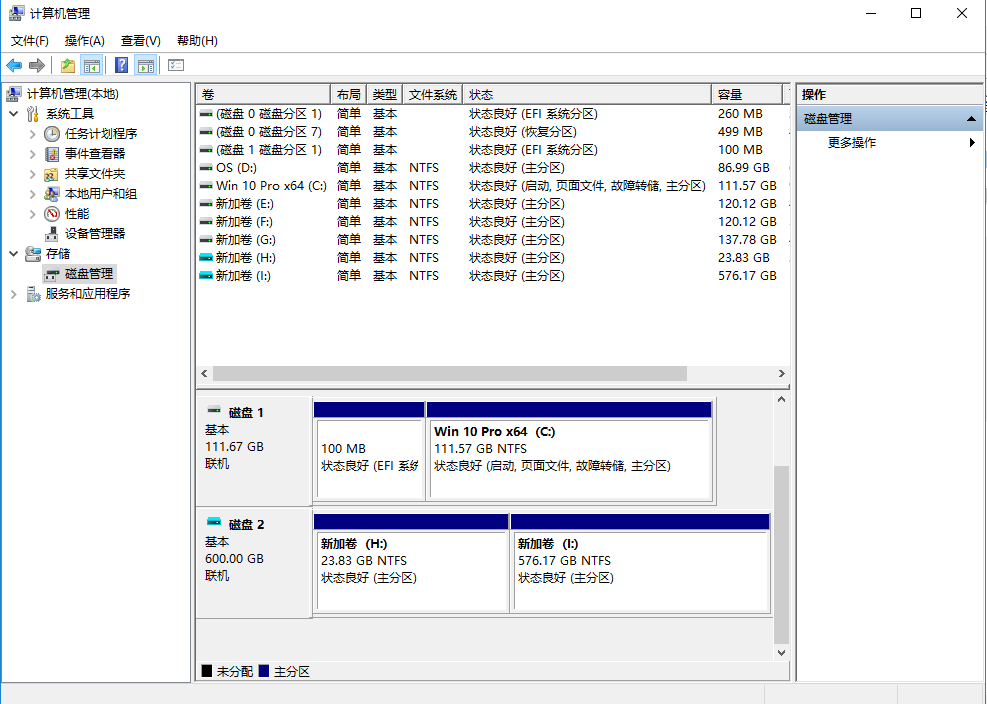 计算机管理
文件(F) 操作(A) 查看(V) 帮助(H)
计算机管理(本地)
系统工具
任务计划程序
事件查看器
共享文件夹
本地用户和组
性能
设备管理器
存储
磁盘管理
服务和应用程序
卷 布局 类型 文件系统 状态 容量
(磁盘 0 磁盘分区 1) 简单 基本 状态良好 (EFI 系统分区) 260 MB
(磁盘 0 磁盘分区 7) 简单 基本 状态良好 (恢复分区) 499 MB
(磁盘 1 磁盘分区 1) 简单 基本 状态良好 (EFI 系统分区) 100 MB
OS (D:) 简单 基本 NTFS 状态良好 (主分区) 86.99 GB
Win 10 Pro x64 (C:) 简单 基本 NTFS 状态良好 (启动, 页面文件, 故障转储, 主分区) 111.57 GB
新加卷 (E:) 简单 基本 NTFS 状态良好 (主分区) 120.12 GB
新加卷 (F:) 简单 基本 NTFS 状态良好 (主分区) 120.12 GB
新加卷 (G:) 简单 基本 NTFS 状态良好 (主分区) 137.78 GB
新加卷 (H:) 简单 基本 NTFS 状态良好 (主分区) 23.83 GB
新加卷 (I:) 简单 基本 NTFS 状态良好 (主分区) 576.17 GB
磁盘 1
基本
111.67 GB
联机
100 MB
状态良好 (EFI 系统
Win 10 Pro x64 (C:)
111.57 GB NTFS
状态良好 (启动, 页面文件, 故障转储, 主分区)
磁盘 2
基本
600.00 GB
联机
新加卷 (H:)
23.83 GB NTFS
状态良好 (主分区)
新加卷 (I:)
576.17 GB NTFS
状态良好 (主分区)
未分配 主分区
操作
磁盘管理
更多操作